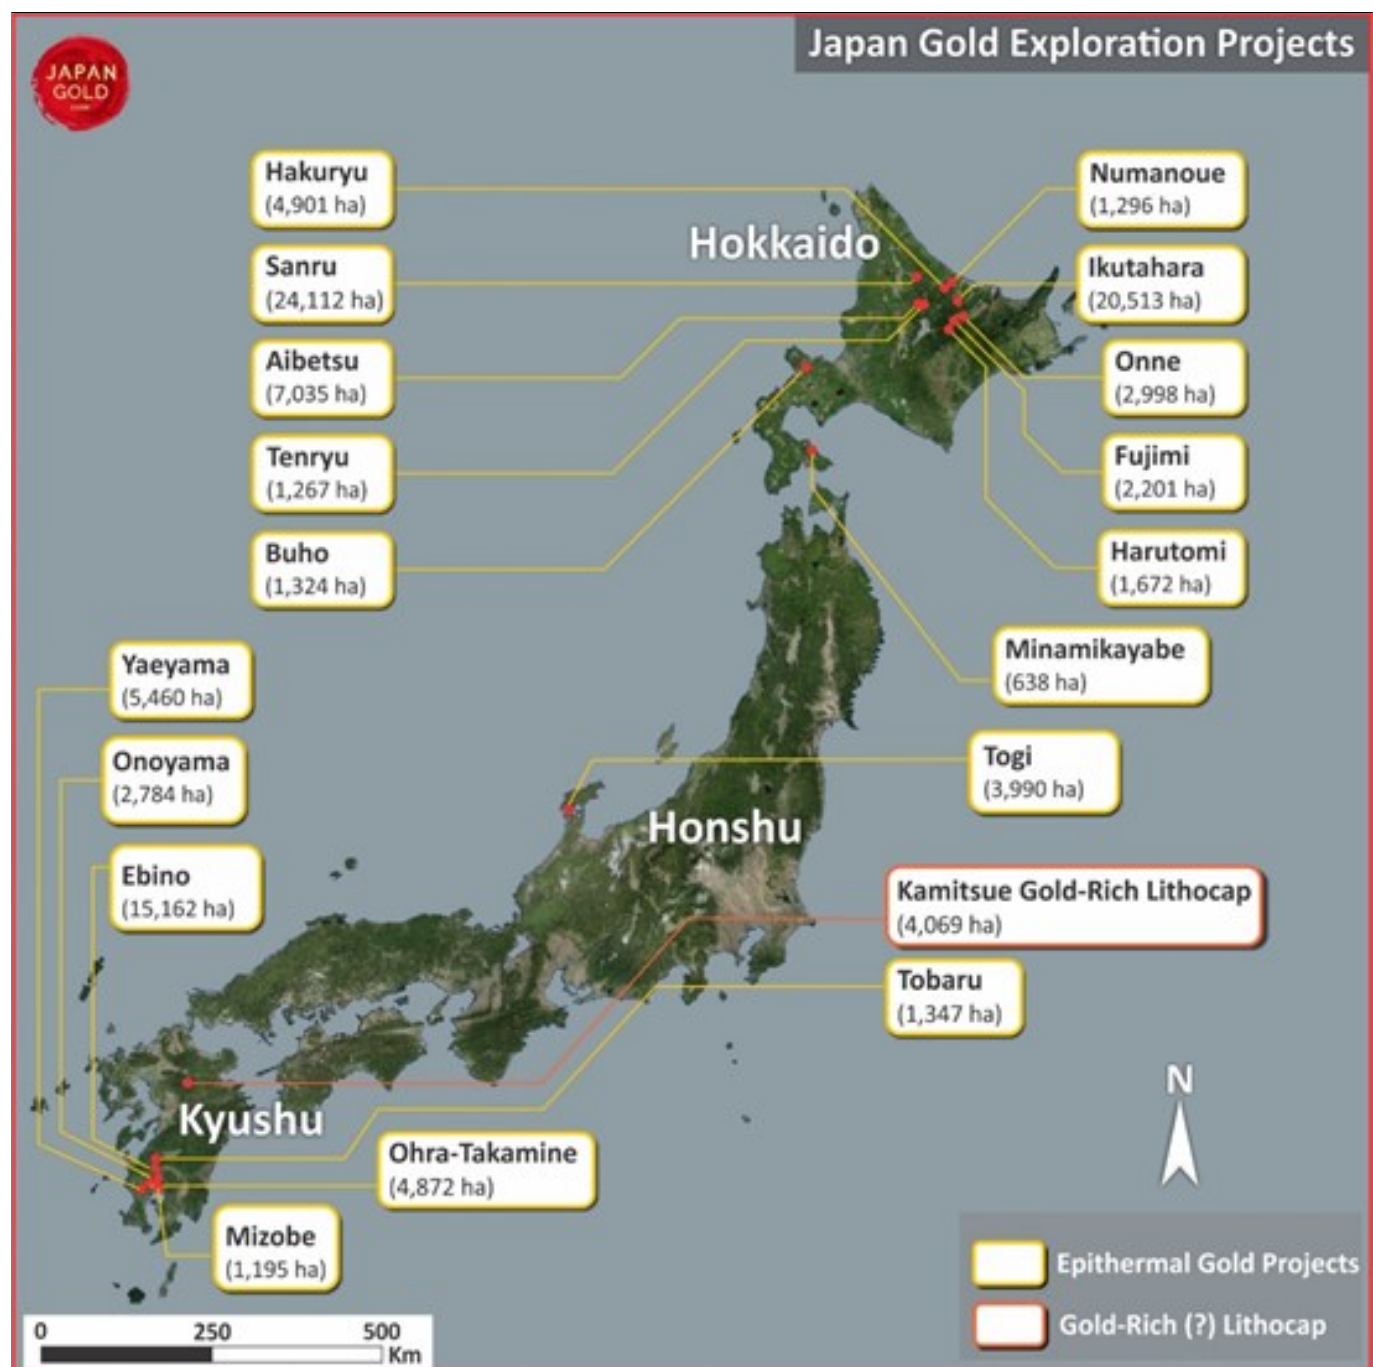 Japan Gold Exploration Projects
JAPAN
GOLD
Hakuryu
(4,901 ha)
Numanoue
(1,296 ha)
Hokkaido
Sanru
(24,112 ha)
Ikutahara
(20,513 ha)
Aibetsu
(7,035 ha)
Onne
(2,998 ha)
Tenryu
(1,267 ha)
Fujimi
(2,201 ha)
Buho
(1,324 ha)
Harutomi
(1,672 ha)
Yaeyama
(5,460 ha)
Minamikayabe
(638 ha)
Onoyama
(2,784 ha)
Togi
(3,990 ha)
Honshu
Ebino
(15,162 ha)
Kamitsue Gold-Rich Lithocap
(4,069 ha)
Tobaru
(1,347 ha)
N
Kyushu
Ohra-Takamine
(4,872 ha)
Mizobe
(1,195 ha)
Epithermal Gold Projects
Gold-Rich (?) Lithocap
0 250 500
Km